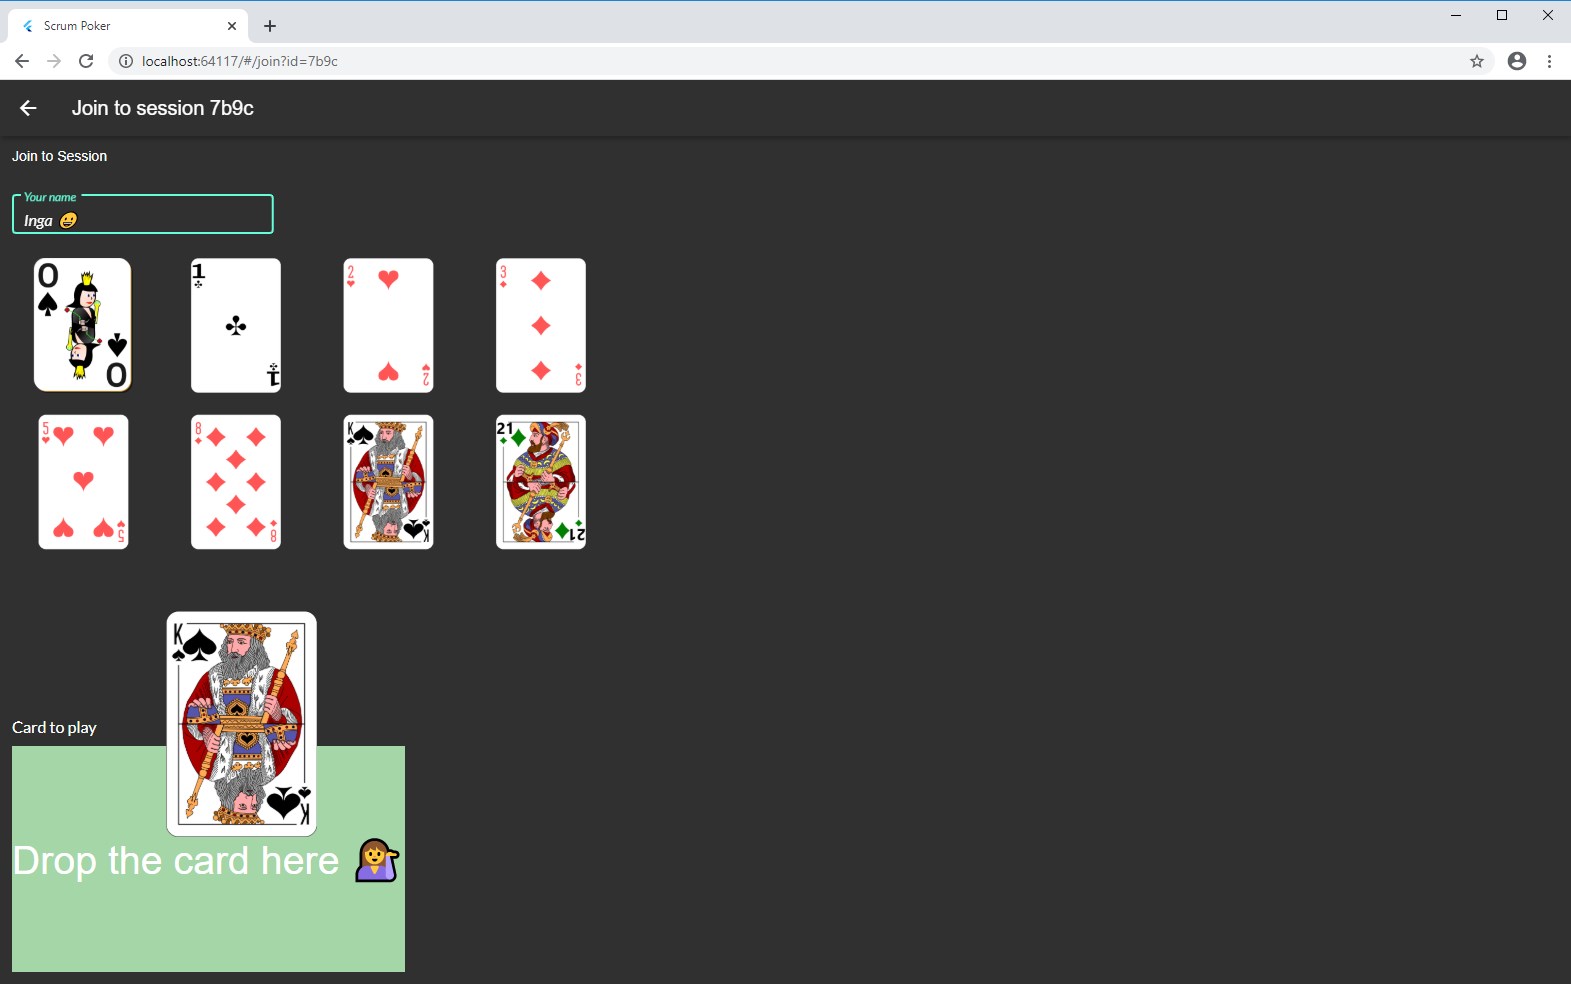 Scrum Poker
localhost:64117/#/join?id=7b9c
Join to session 7b9c
Join to Session
Your name
Inga 😀
0
0
1
1
2
2
3
3
5
5
8
8
K
K
21
21
K
K
Card to play
Drop the card here 💁‍♀️